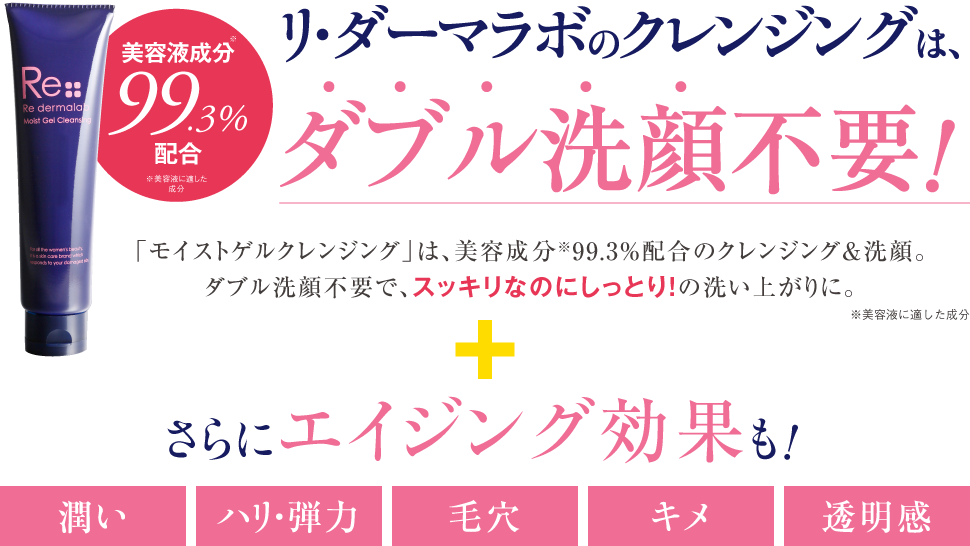 リ・ダーマラボのクレンジングは、
ダブル洗顔不要！
美容液成分※
99.3%
配合
※美容液に適した
成分
Re
Re dermalab
Moist Gel Cleansing
「モイストゲルクレンジング」は、美容成分※99.3%配合のクレンジング&洗顔。
ダブル洗顔不要で、スッキリなのにしっとり!の洗い上がりに。
※美容液に適した成分
＋
さらにエイジング効果も！
潤い
ハリ・弾力
毛穴
キメ
透明感